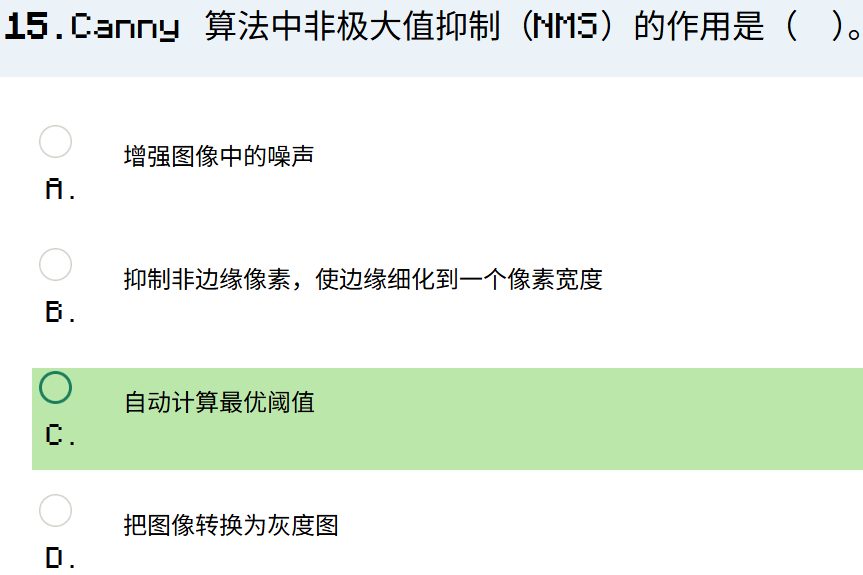 15.Canny 算法中非极大值抑制（NMS）的作用是（ ）。
增强图像中的噪声
A.
抑制非边缘像素，使边缘细化到一个像素宽度
B.
自动计算最优阈值
C.
把图像转换为灰度图
D.